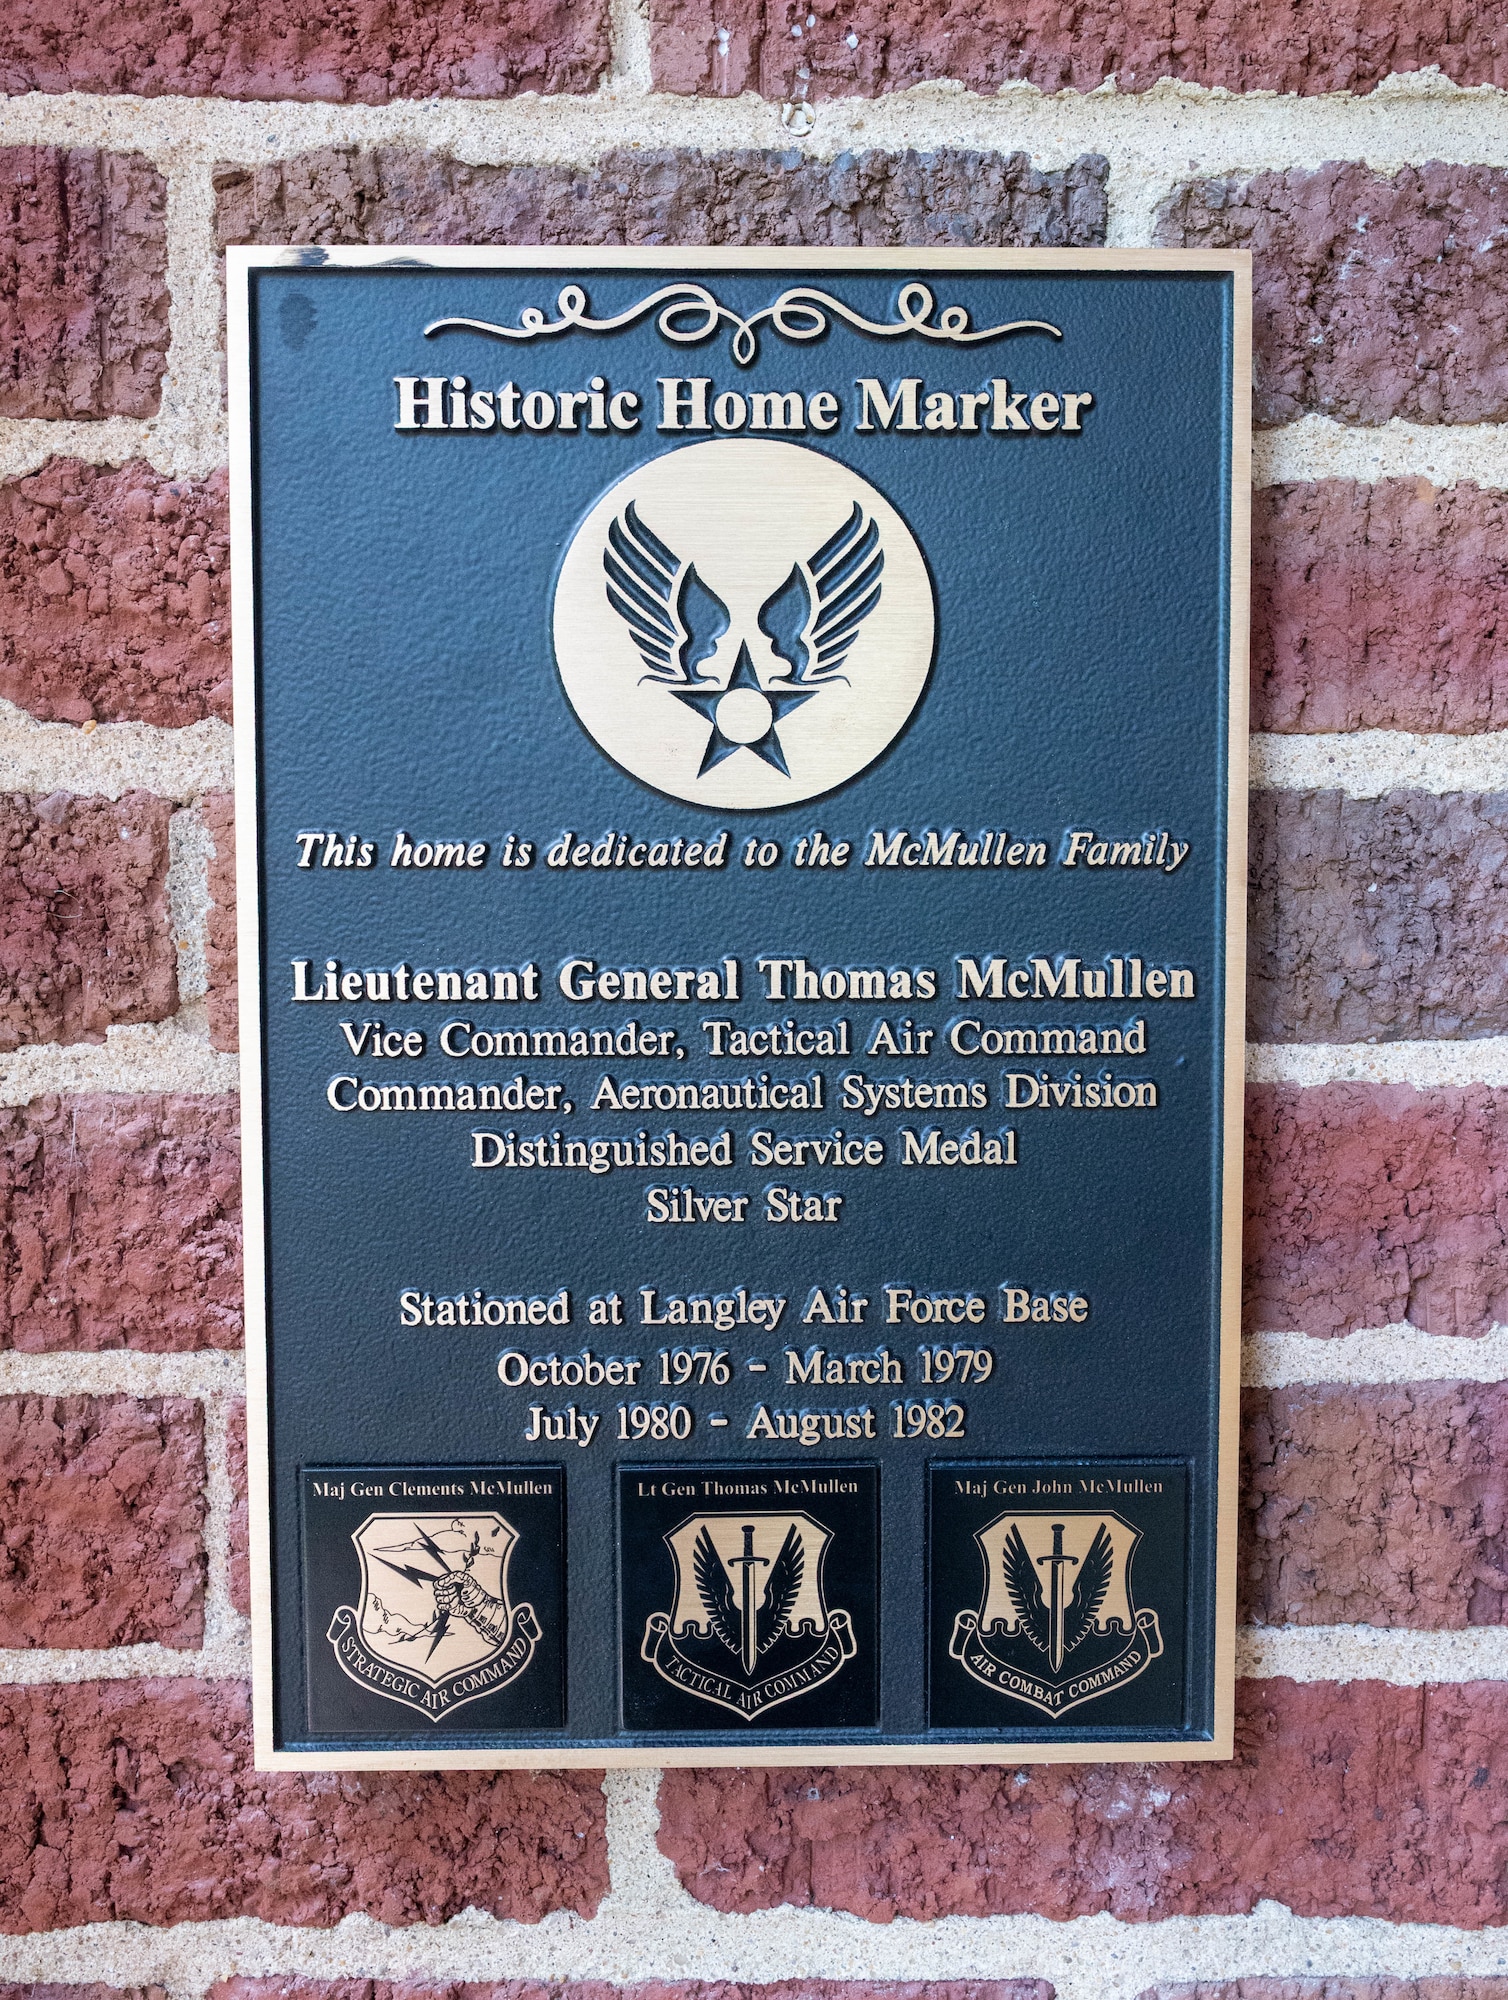 Historic Home Marker
This home is dedicated to the McMullen Family
Lieutenant General Thomas McMullen
Vice Commander, Tactical Air Command
Commander, Aeronautical Systems Division
Distinguished Service Medal
Silver Star
Stationed at Langley Air Force Base
October 1976 - March 1979
July 1980 - August 1982
Maj Gen Clements McMullen
STRATEGIC AIR COMMAND
Lt Gen Thomas McMullen
TACTICAL AIR COMMAND
Maj Gen John McMullen
AIR COMBAT COMMAND